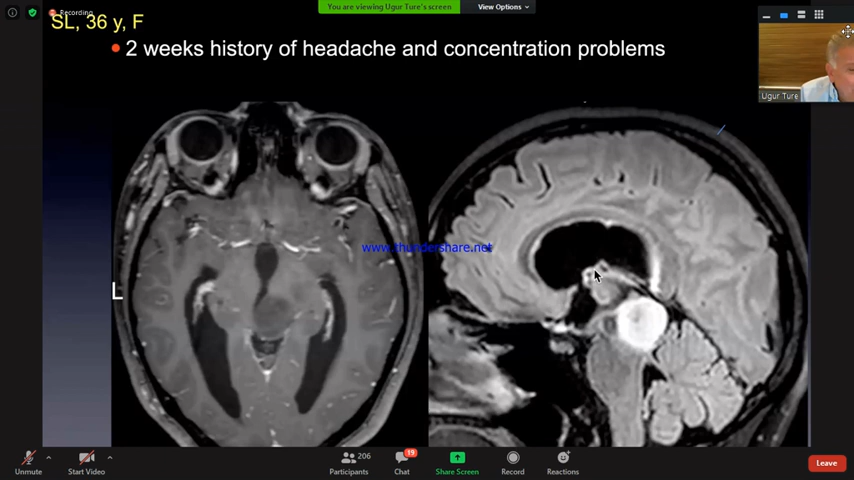 Recording
You are viewing Ugur Ture's screen
View Options
SL, 36 y, F
2 weeks history of headache and concentration problems
Ugur Ture
www.thundershare.net
L
Unmute
Start Video
206
Participants
19
Chat
Share Screen
Record
Reactions
Leave